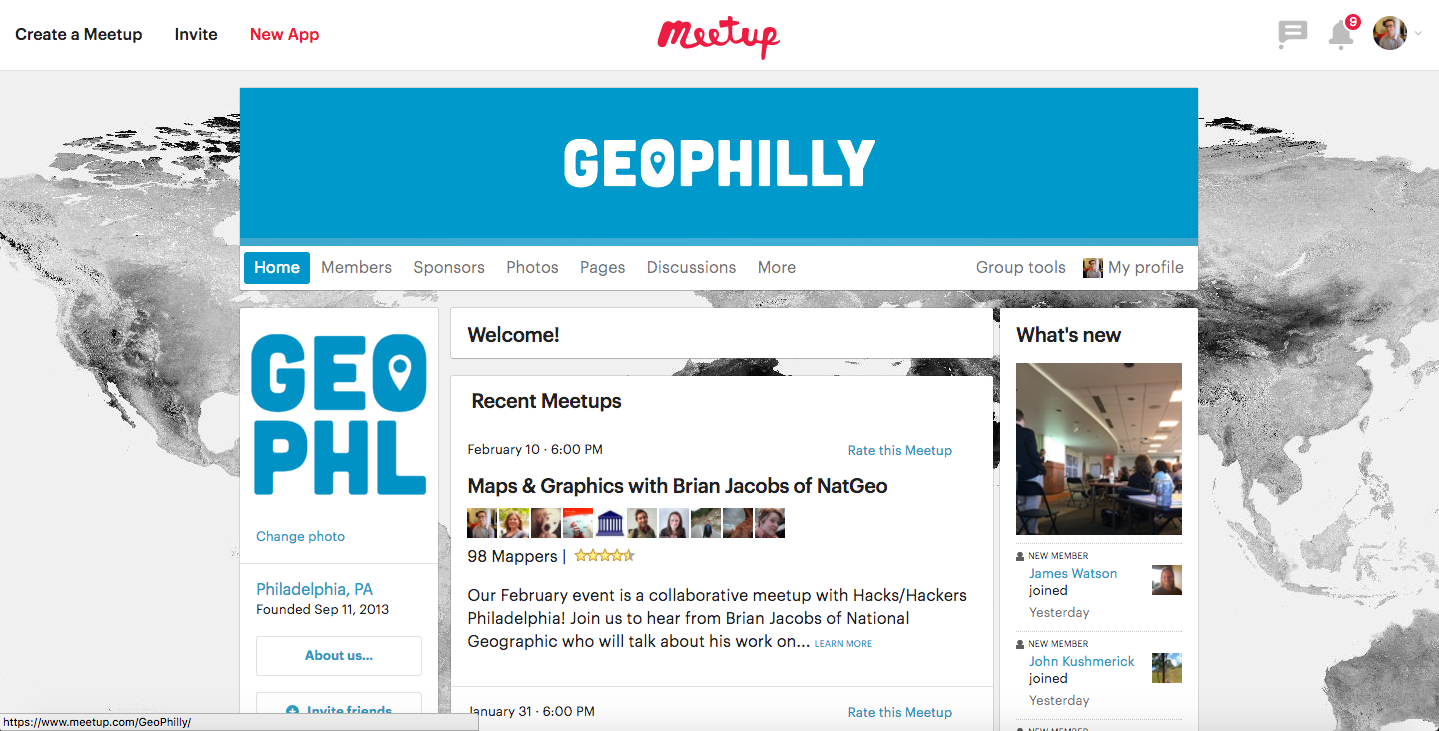 Create a Meetup
Invite
New App
Meetup
9
GEOPHILLY
Home
Members
Sponsors
Photos
Pages
Discussions
More
Group tools
My profile
GEO
PHL
Change photo
Philadelphia, PA
Founded Sep 11, 2013
About us...
Invite friends
Welcome!
Recent Meetups
February 10 · 6:00 PM
Rate this Meetup
Maps & Graphics with Brian Jacobs of NatGeo
98 Mappers |
Our February event is a collaborative meetup with Hacks/Hackers
Philadelphia! Join us to hear from Brian Jacobs of National
Geographic who will talk about his work on... LEARN MORE
January 31 · 6:00 PM
Rate this Meetup
What's new
NEW MEMBER
James Watson
joined
Yesterday
NEW MEMBER
John Kushmerick
joined
Yesterday
NEW MEMBER
https://www.meetup.com/GeoPhilly/